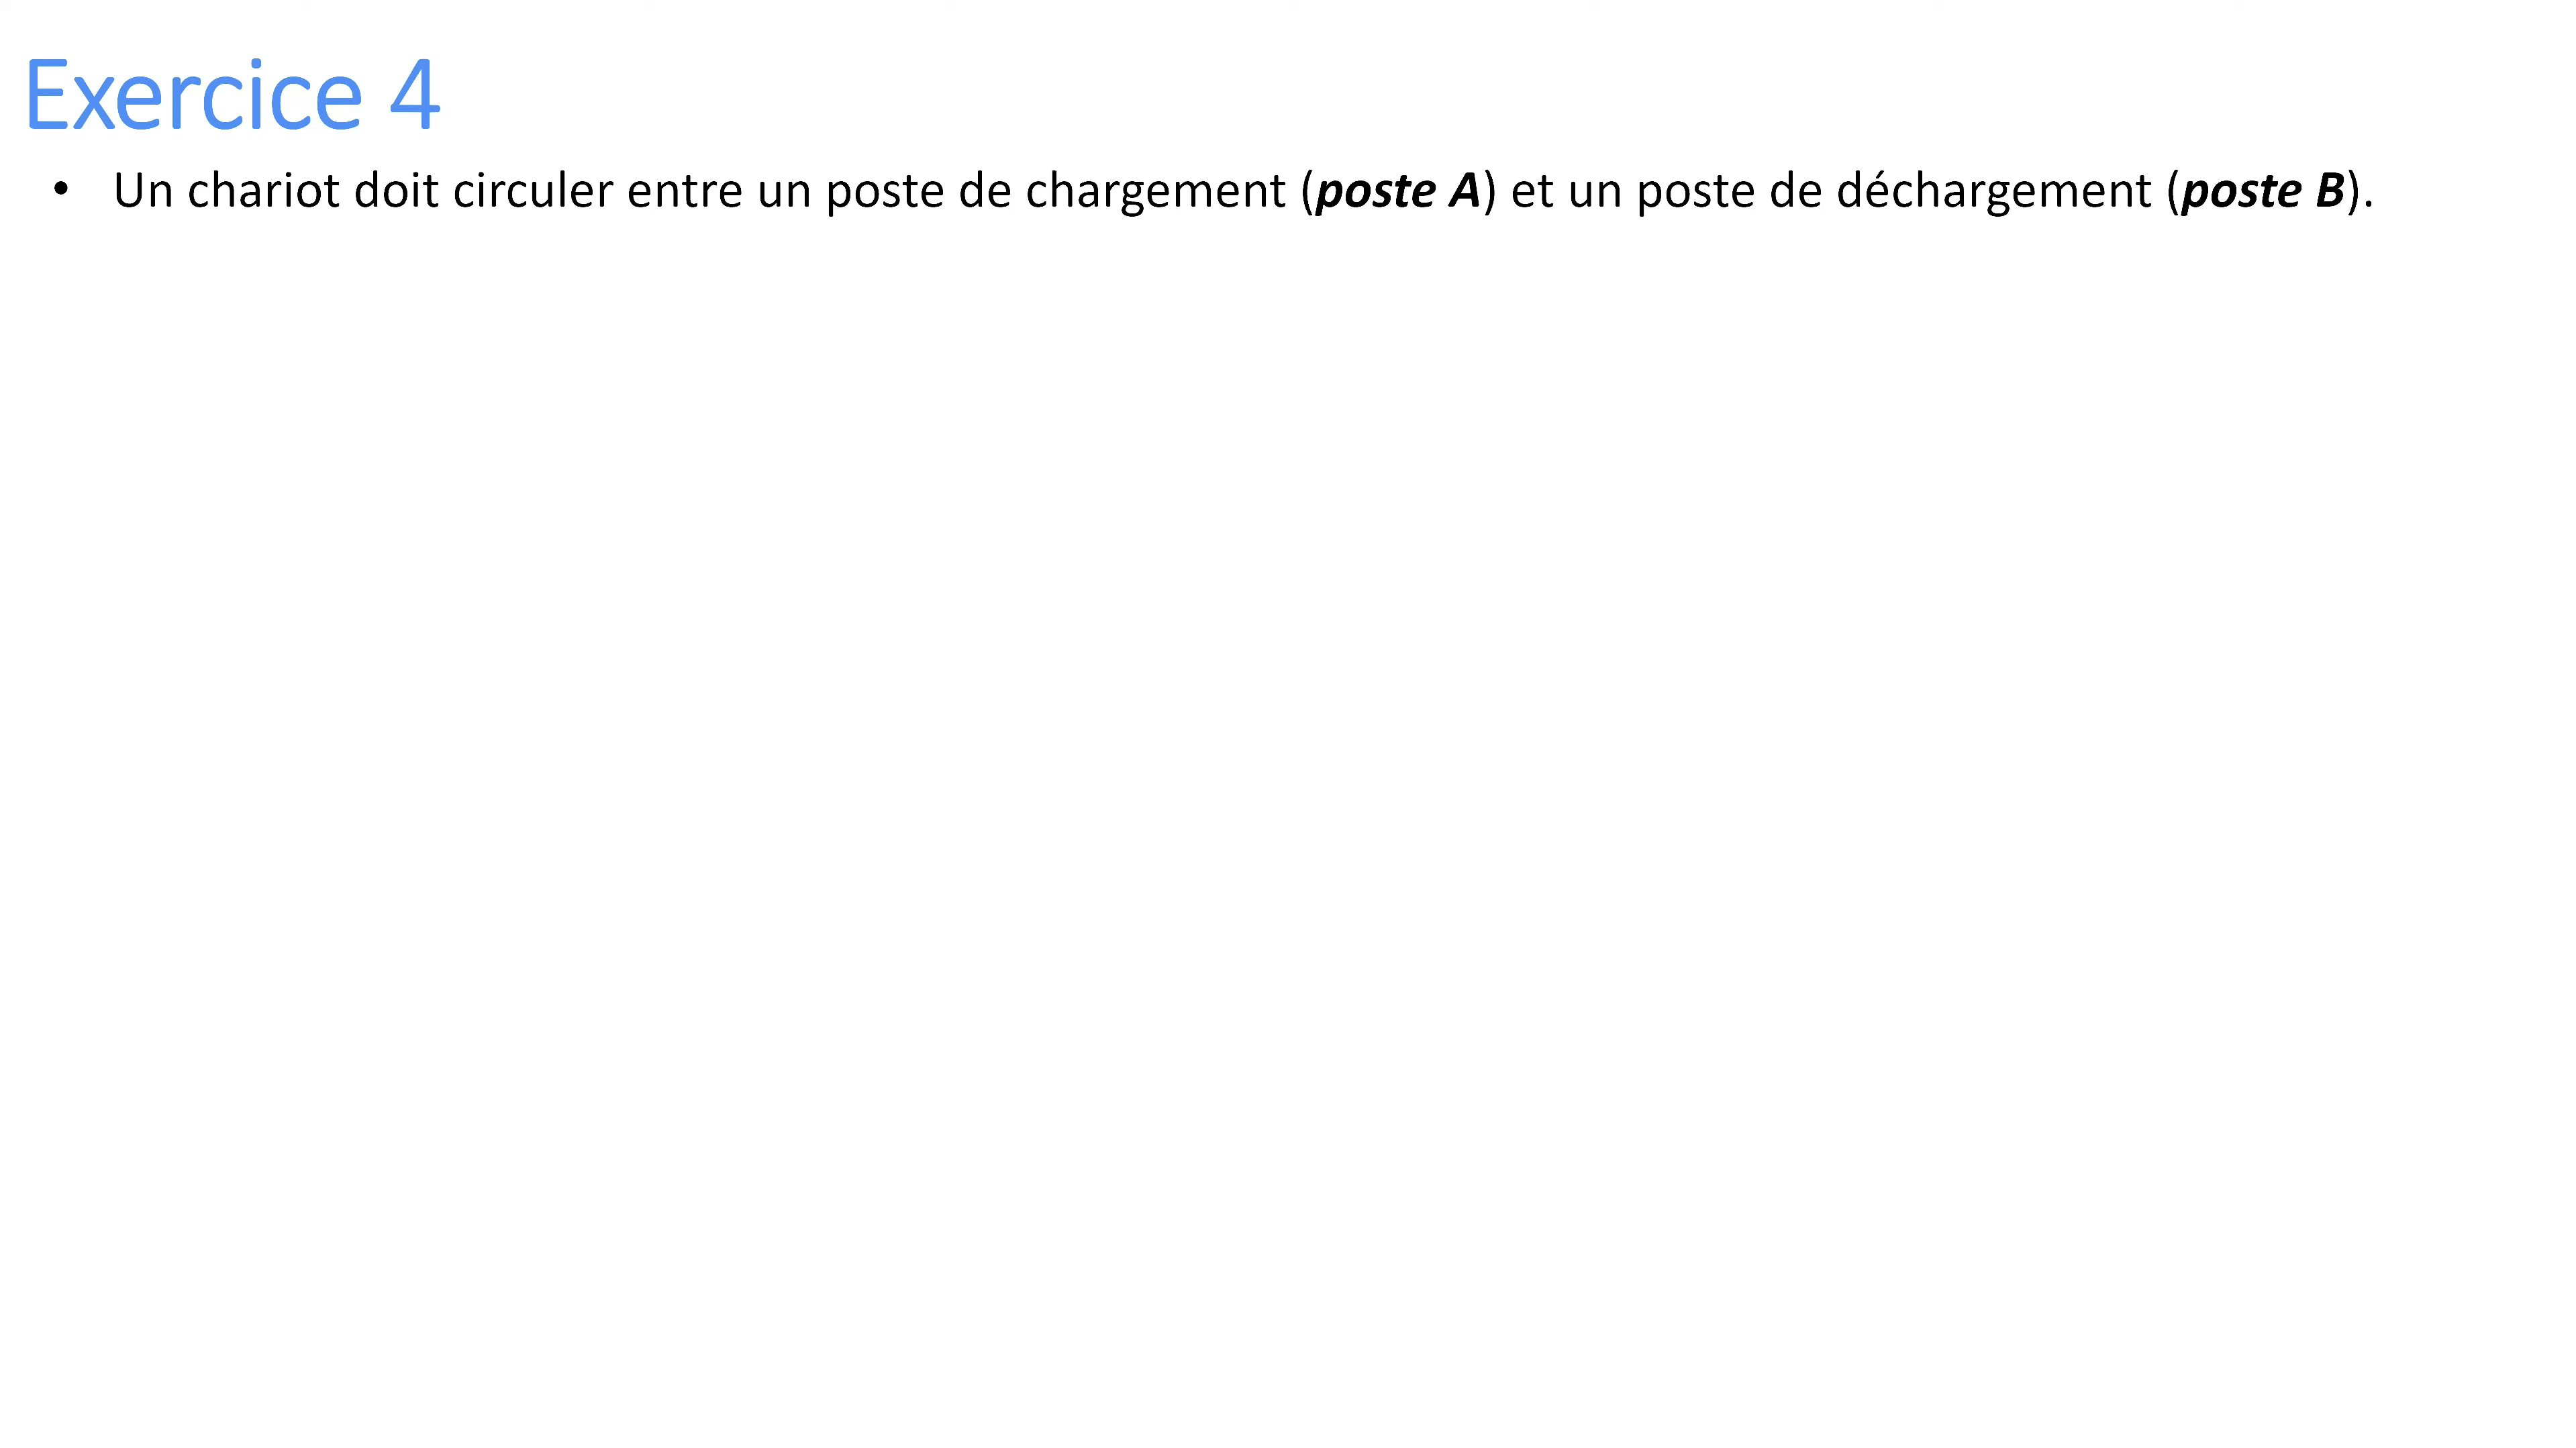 Exercice 4
• Un chariot doit circuler entre un poste de chargement (poste A) et un poste de déchargement (poste B).